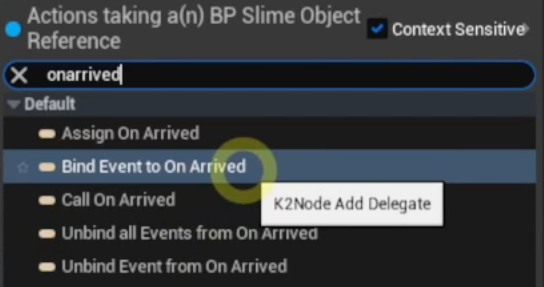 Actions taking a(n) BP Slime Object
Reference
Context Sensitive
onarrived
Default
Assign On Arrived
Bind Event to On Arrived
K2Node Add Delegate
Call On Arrived
Unbind all Events from On Arrived
Unbind Event from On Arrived